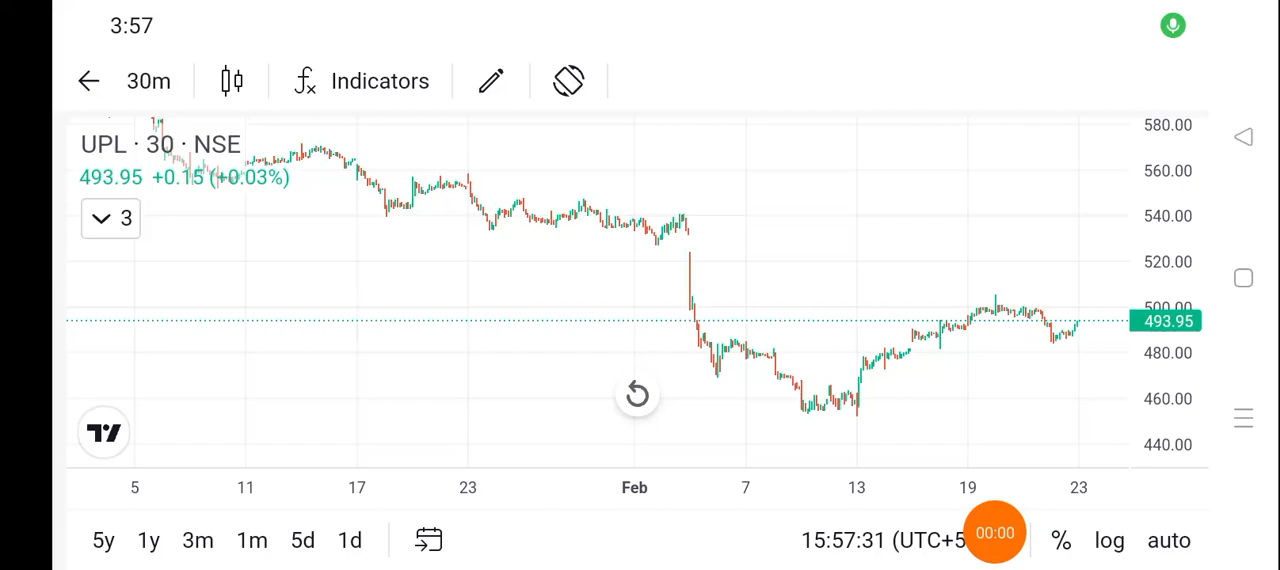 3:57
30m
Indicators
UPL · 30 · NSE
493.95 +0.15 (+0.03%)
3
580.00
560.00
540.00
520.00
500.00
493.95
480.00
460.00
440.00
5 11 17 23 Feb 7 13 19 23
5y 1y 3m 1m 5d 1d
15:57:31 (UTC+5
00:00
% log auto